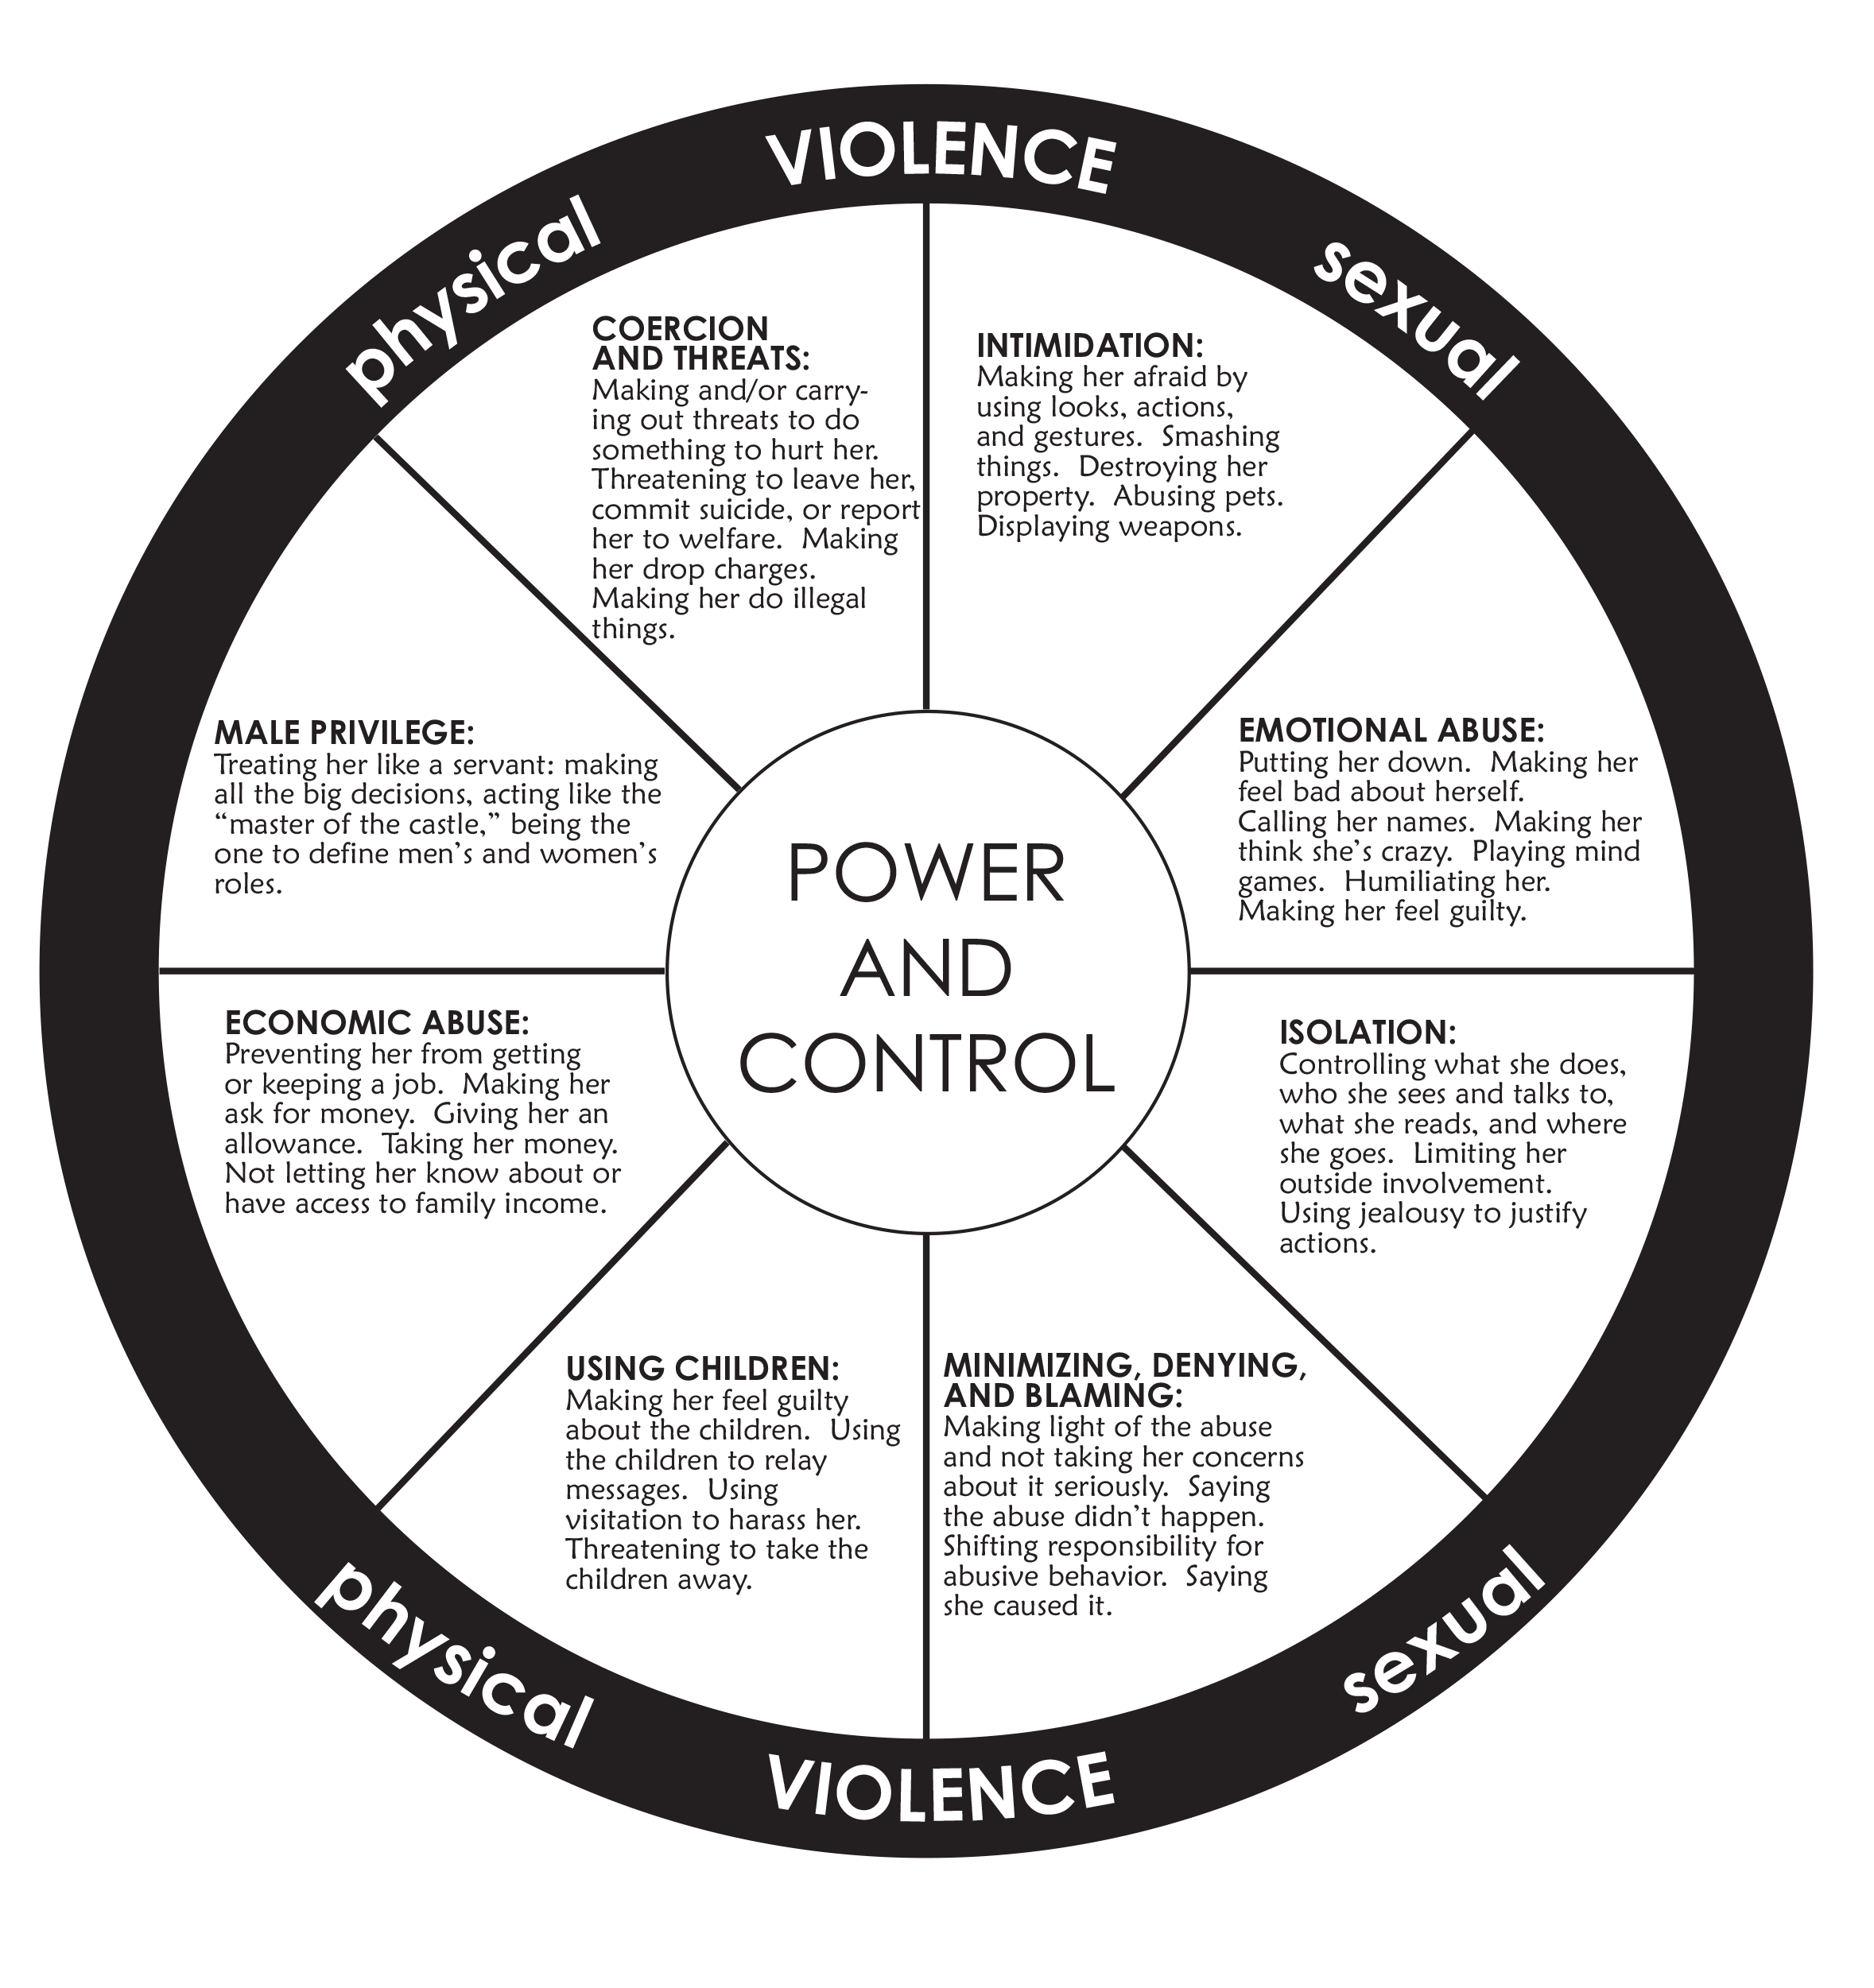 VIOLENCE
physical
sexual
COERCION
AND THREATS:
Making and/or carry-
ing out threats to do
something to hurt her.
Threatening to leave her,
commit suicide, or report
her to welfare.  Making
her drop charges.
Making her do illegal
things.
INTIMIDATION:
Making her afraid by
using looks, actions,
and gestures.  Smashing
things.  Destroying her
property.  Abusing pets.
Displaying weapons.
MALE PRIVILEGE:
Treating her like a servant: making
all the big decisions, acting like the
“master of the castle,” being the
one to define men’s and women’s
roles.
EMOTIONAL ABUSE:
Putting her down.  Making her
feel bad about herself.
Calling her names.  Making her
think she’s crazy.  Playing mind
games.  Humiliating her.
Making her feel guilty.
POWER
AND
CONTROL
ECONOMIC ABUSE:
Preventing her from getting
or keeping a job.  Making her
ask for money.  Giving her an
allowance.  Taking her money.
Not letting her know about or
have access to family income.
ISOLATION:
Controlling what she does,
who she sees and talks to,
what she reads, and where
she goes.  Limiting her
outside involvement.
Using jealousy to justify
actions.
USING CHILDREN:
Making her feel guilty
about the children.  Using
the children to relay
messages.  Using
visitation to harass her.
Threatening to take the
children away.
MINIMIZING, DENYING,
AND BLAMING:
Making light of the abuse
and not taking her concerns
about it seriously.  Saying
the abuse didn’t happen.
Shifting responsibility for
abusive behavior.  Saying
she caused it.
physical
sexual
VIOLENCE